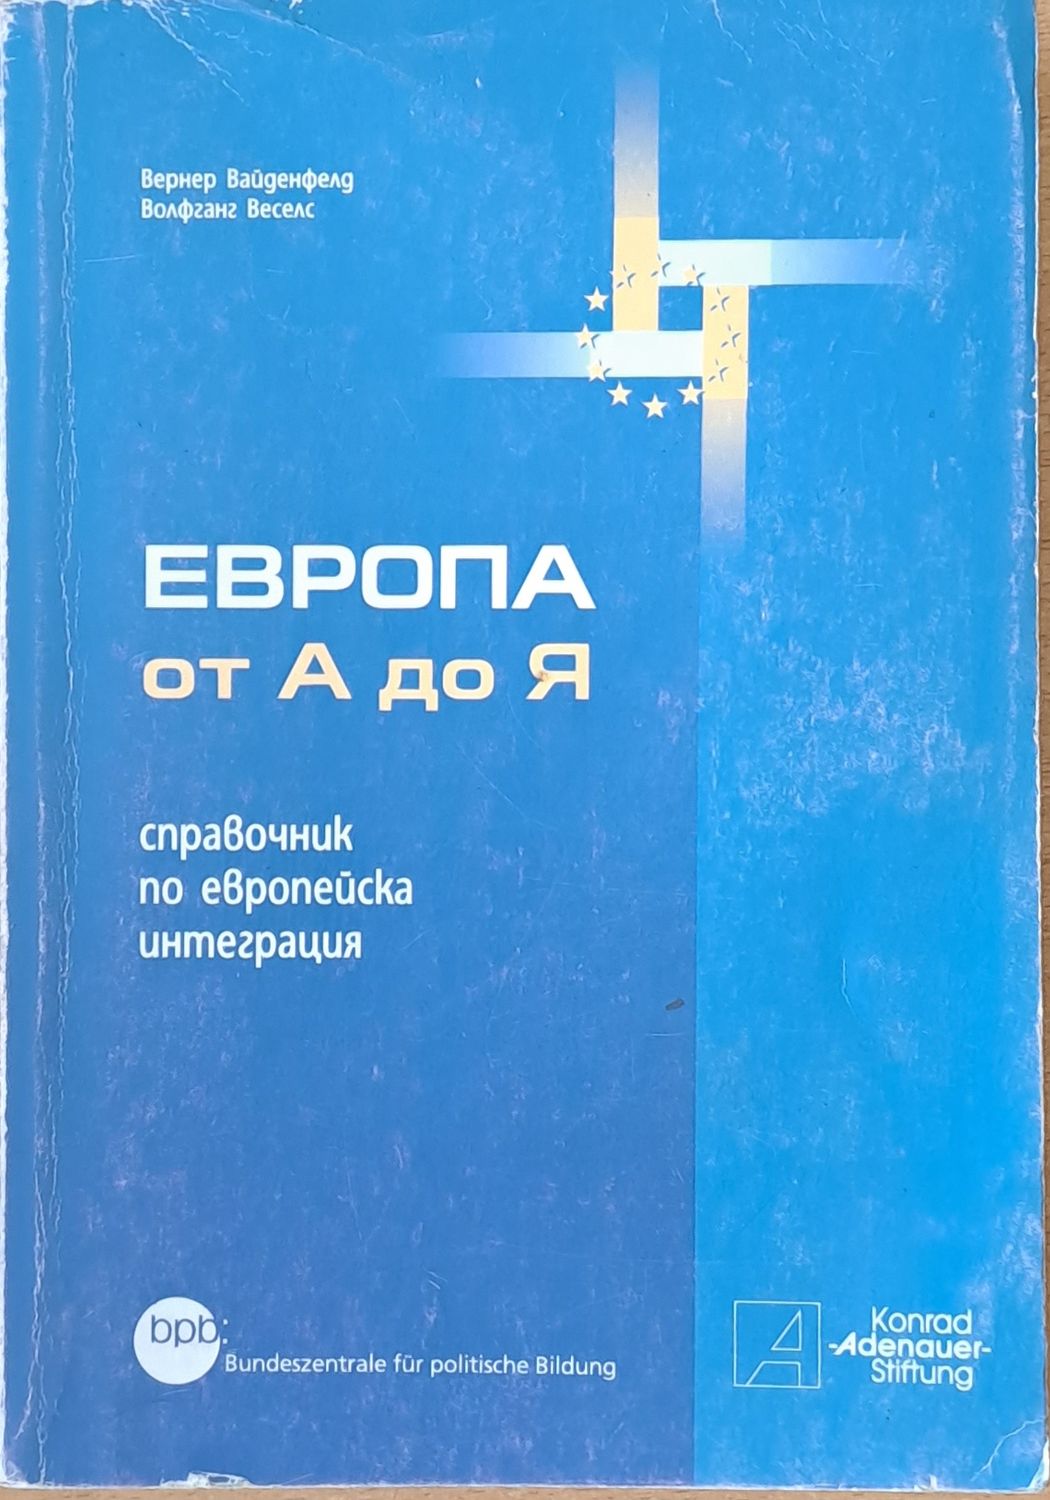 Вернер Вайденфелд
Волфганг Веселс
ЕВРОПА
от А до Я
справочник
по европейска
интеграция
bpb:
Bundeszentrale für politische Bildung
Konrad
-Adenauer-
Stiftung